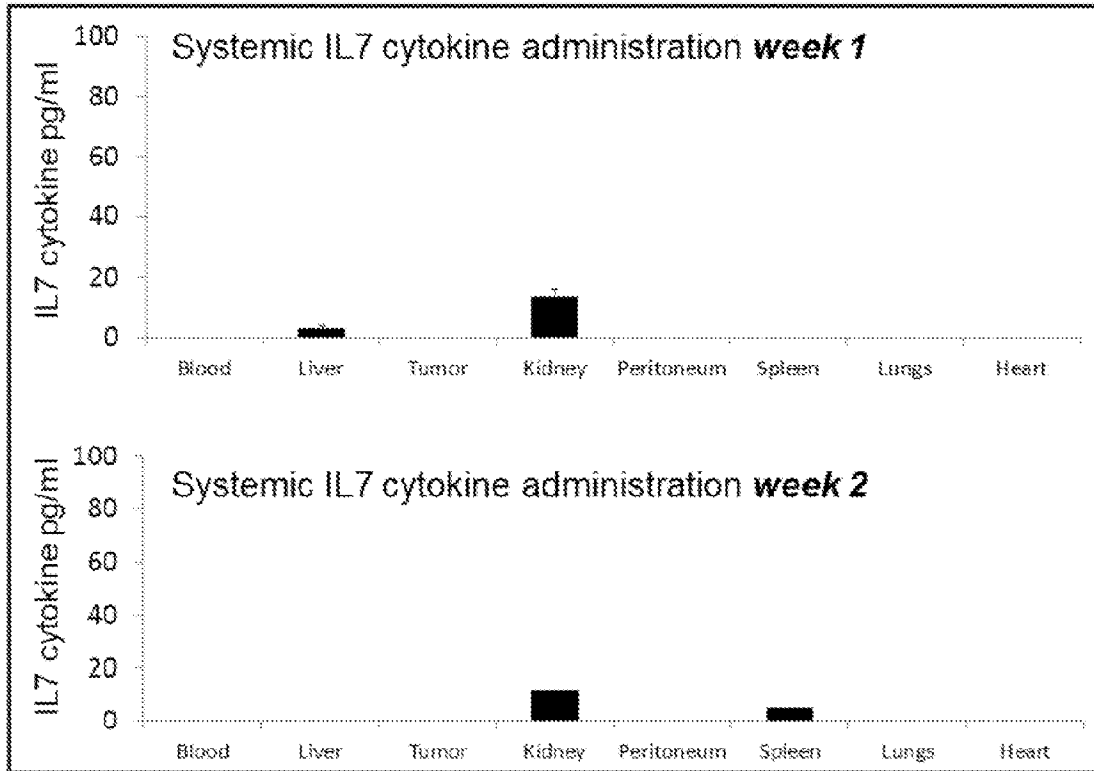 Systemic IL7 cytokine administration week 1
IL7 cytokine pg/ml
100
80
60
40
20
0
Blood Liver Tumor Kidney Peritoneum Spleen Lungs Heart
Systemic IL7 cytokine administration week 2
IL7 cytokine pg/ml
100
80
60
40
20
0
Blood Liver Tumor Kidney Peritoneum Spleen Lungs Heart